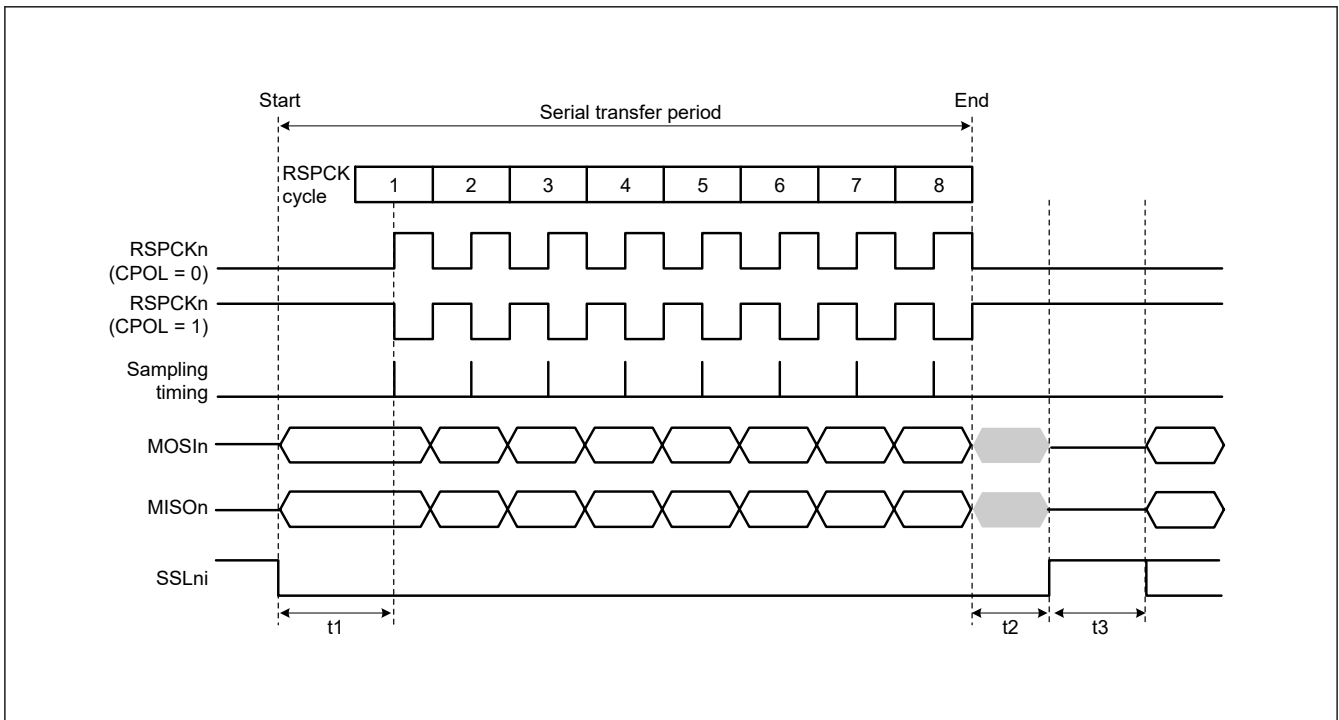 Start
End
Serial transfer period
RSPCK
cycle
1 2 3 4 5 6 7 8
RSPCKn
(CPOL = 0)
RSPCKn
(CPOL = 1)
Sampling
timing
MOSIn
MISOn
SSLni
t1
t2
t3